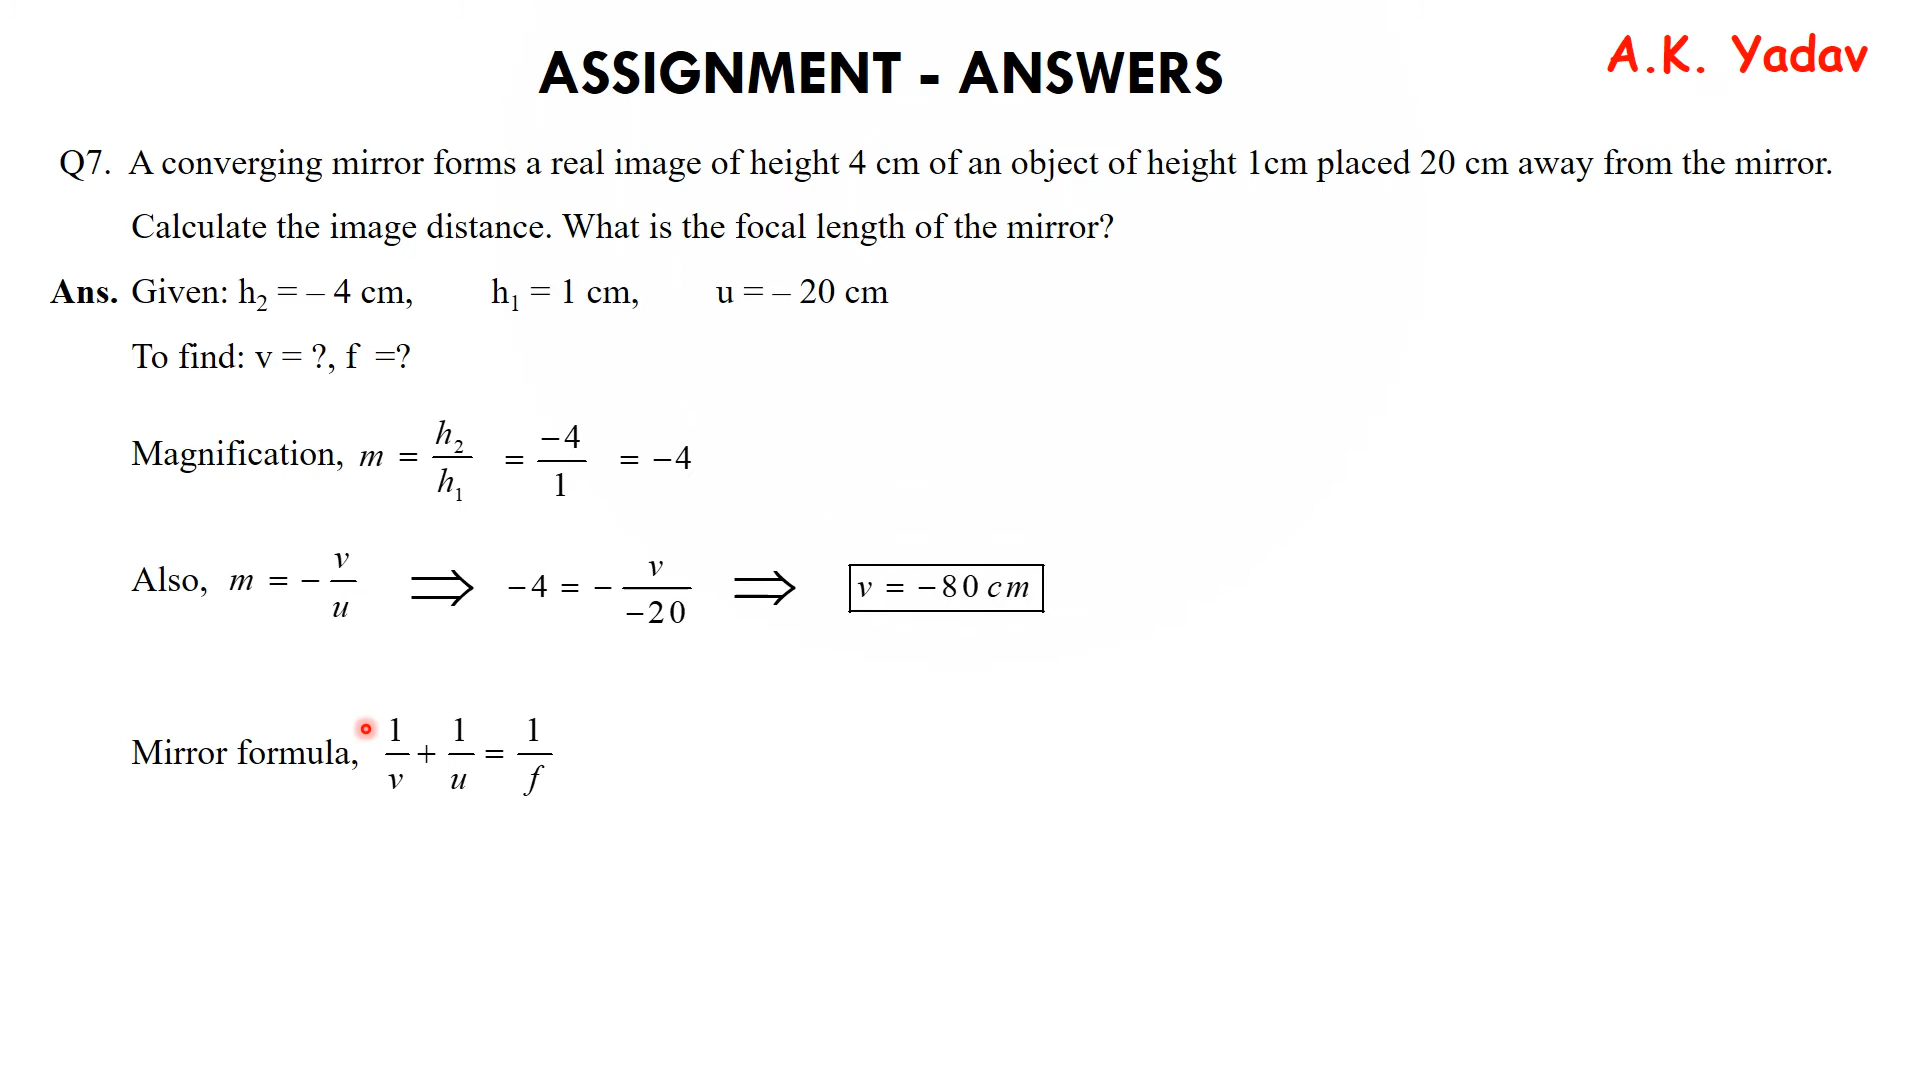 ASSIGNMENT - ANSWERS
A.K. Yadav
Q7. A converging mirror forms a real image of height 4 cm of an object of height 1cm placed 20 cm away from the mirror.
Calculate the image distance. What is the focal length of the mirror?
Ans. Given: h₂ = – 4 cm, h₁ = 1 cm, u = – 20 cm
To find: v = ?, f =?
Magnification, m = h₂/h₁ = −4/1 = −4
Also, m = − v/u ⟹ −4 = − v/−20 ⟹ v = −80 cm
Mirror formula, 1/v + 1/u = 1/f